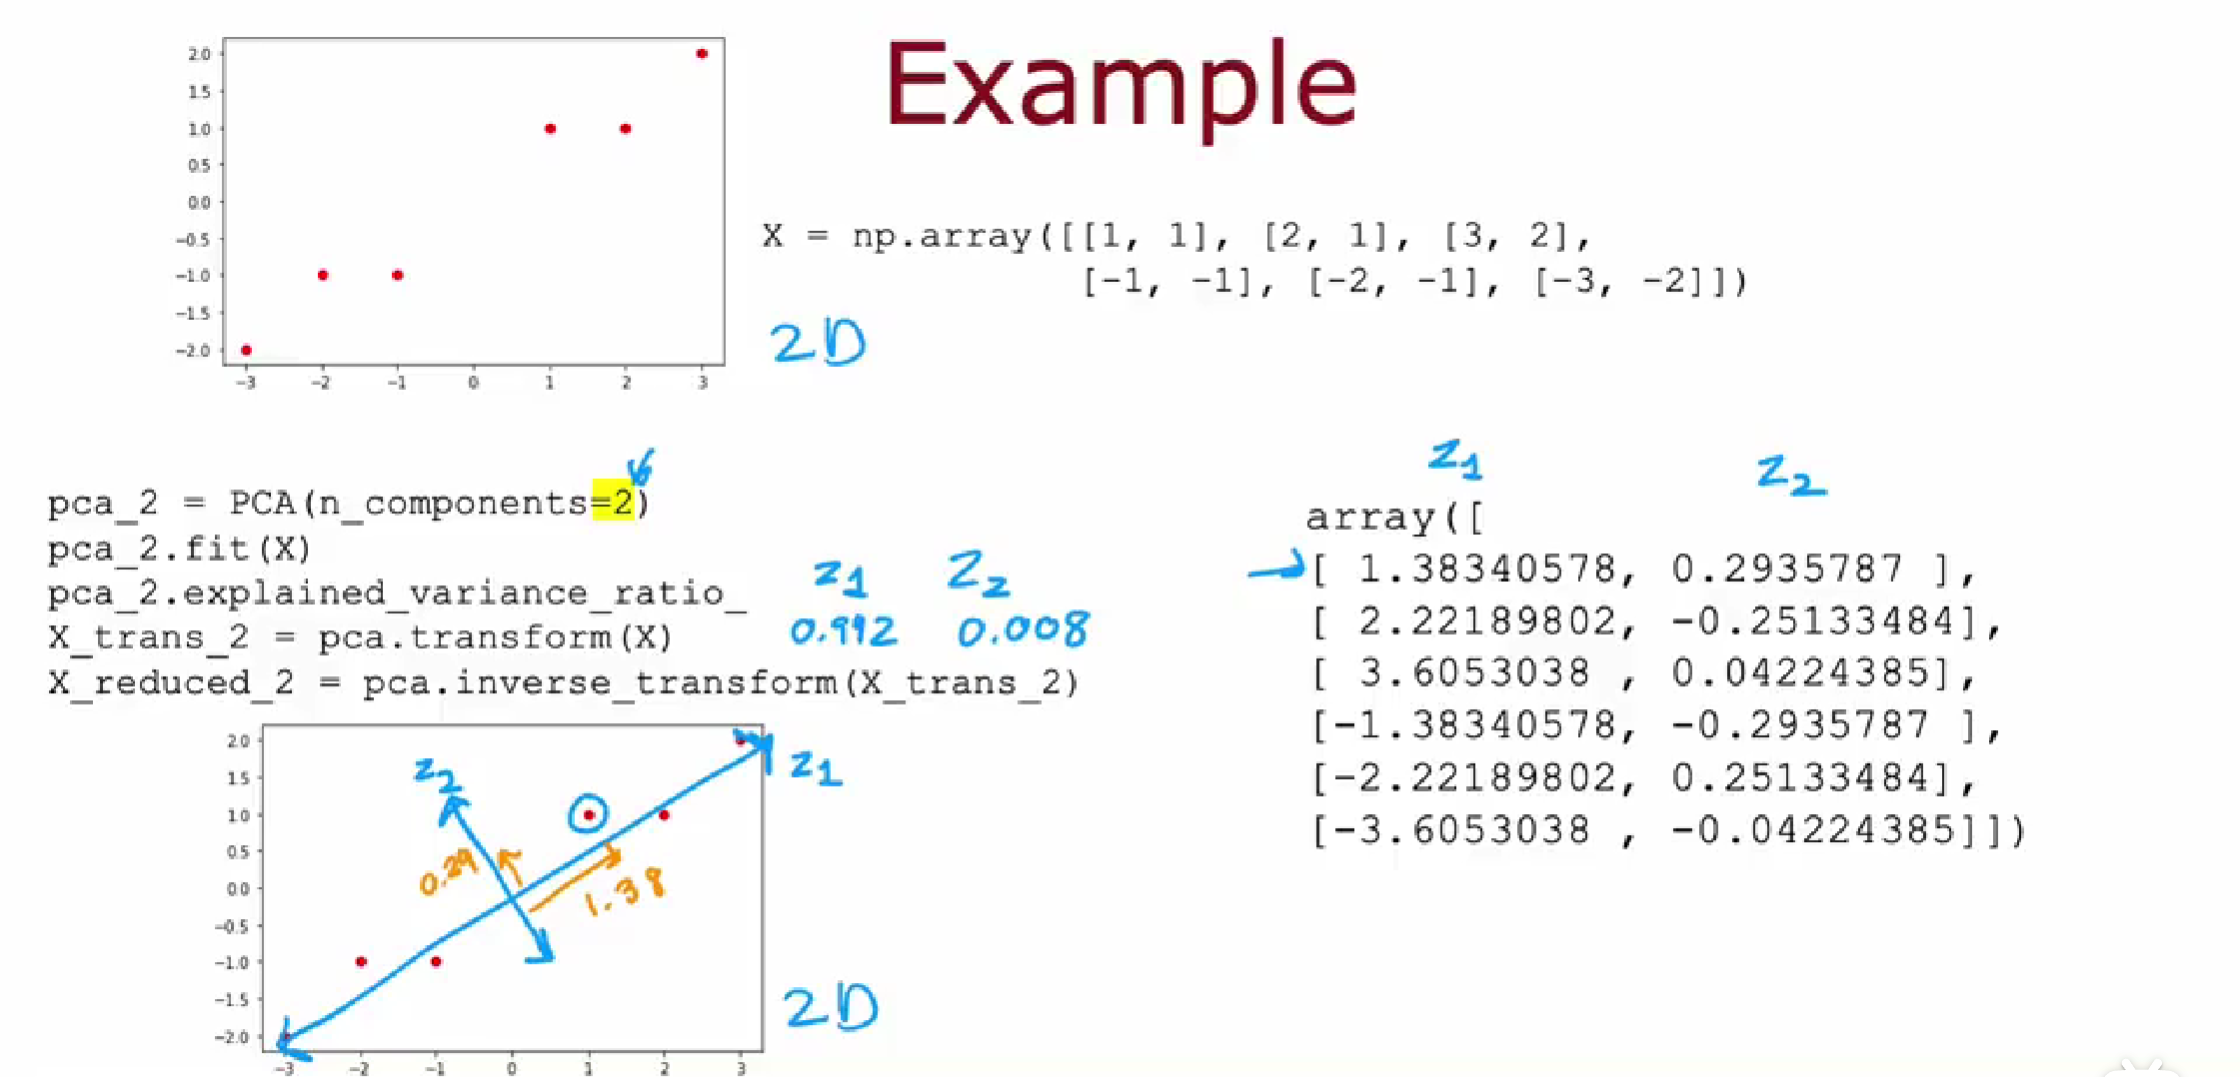 Example
2.0
1.5
1.0
0.5
0.0
−0.5
−1.0
−1.5
−2.0
−3 −2 −1 0 1 2 3
X = np.array([[1, 1], [2, 1], [3, 2],
[-1, -1], [-2, -1], [-3, -2]])
2D
pca_2 = PCA(n_components=2)
pca_2.fit(X)
pca_2.explained_variance_ratio_
X_trans_2 = pca.transform(X)
X_reduced_2 = pca.inverse_transform(X_trans_2)
z1 z2
0.992 0.008
z1 z2
array([
[ 1.38340578, 0.2935787 ],
[ 2.22189802, -0.25133484],
[ 3.6053038 , 0.04224385],
[-1.38340578, -0.2935787 ],
[-2.22189802, 0.25133484],
[-3.6053038 , -0.04224385]])
2.0
1.5
1.0
0.5
0.0
−0.5
−1.0
−1.5
−2.0
−3 −2 −1 0 1 2 3
z2
z1
0.29
1.38
2D